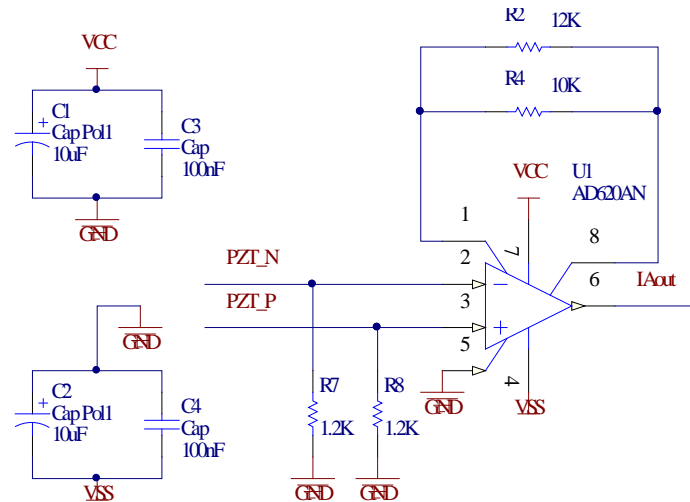 VCC
C1
Cap Pol1
10uF
C3
Cap
100nF
GND
GND
C2
Cap Pol1
10uF
C4
Cap
100nF
VSS
R2 12K
R4 10K
U1
AD620AN
VCC
1
7
8
2
6
IAout
3
5
4
PZT_N
PZT_P
GND
VSS
R7
1.2K
R8
1.2K
GND
GND